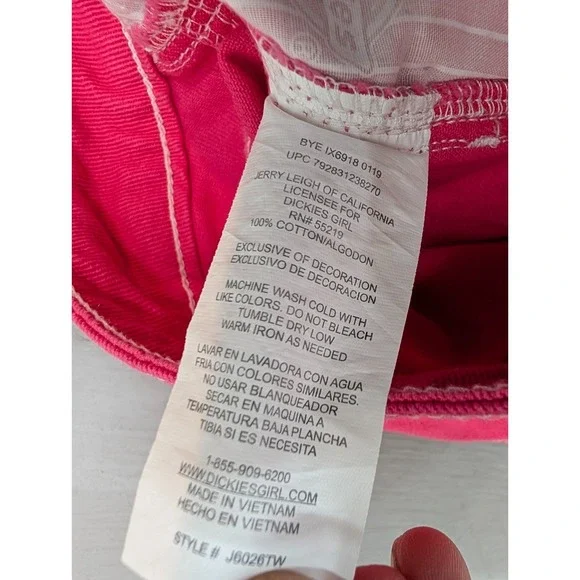 BYE IX6918 0119
UPC 792831238270
JERRY LEIGH OF CALIFORNIA
LICENSEE FOR
DICKIES GIRL
RN# 55219
100% COTTON/ALGODON
EXCLUSIVE OF DECORATION
EXCLUSIVO DE DECORACION
MACHINE WASH COLD WITH
LIKE COLORS. DO NOT BLEACH
TUMBLE DRY LOW
WARM IRON AS NEEDED
LAVAR EN LAVADORA CON AGUA
FRIA CON COLORES SIMILARES.
NO USAR BLANQUEADOR
SECAR EN MAQUINA A
TEMPERATURA BAJA PLANCHA
TIBIA SI ES NECESITA
1-855-909-6200
WWW.DICKIESGIRL.COM
MADE IN VIETNAM
HECHO EN VIETNAM
STYLE # J6026TW